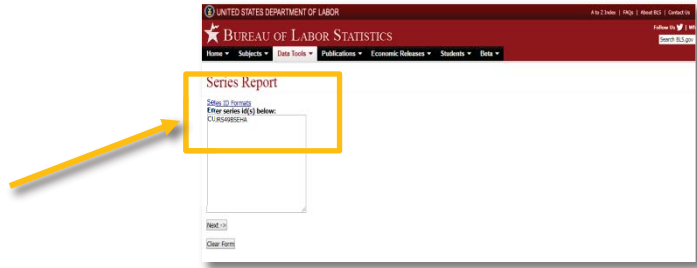 UNITED STATES DEPARTMENT OF LABOR
A to Z Index | FAQs | About BLS | Contact Us
BUREAU OF LABOR STATISTICS
Follow Us
Search BLS.gov
Home Subjects Data Tools Publications Economic Releases Students Beta
Series Report
Series ID Formats
Enter series id(s) below:
CUURS49BSEHA
Next ->
Clear Form